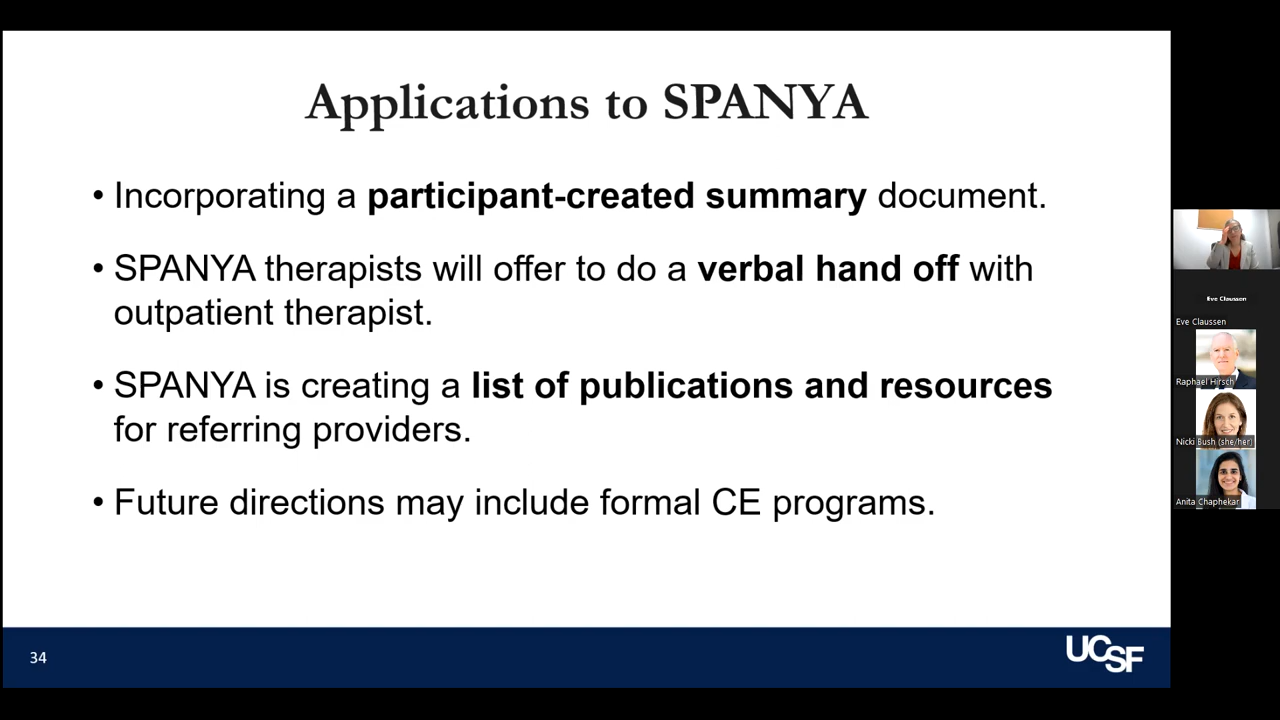 Applications to SPANYA
• Incorporating a participant-created summary document.
• SPANYA therapists will offer to do a verbal hand off with
outpatient therapist.
• SPANYA is creating a list of publications and resources
for referring providers.
• Future directions may include formal CE programs.
34
UCSF
Eve Claussen
Eve Claussen
Raphael Hirsch
Nicki Bush (she/her)
Anita Chaphekar